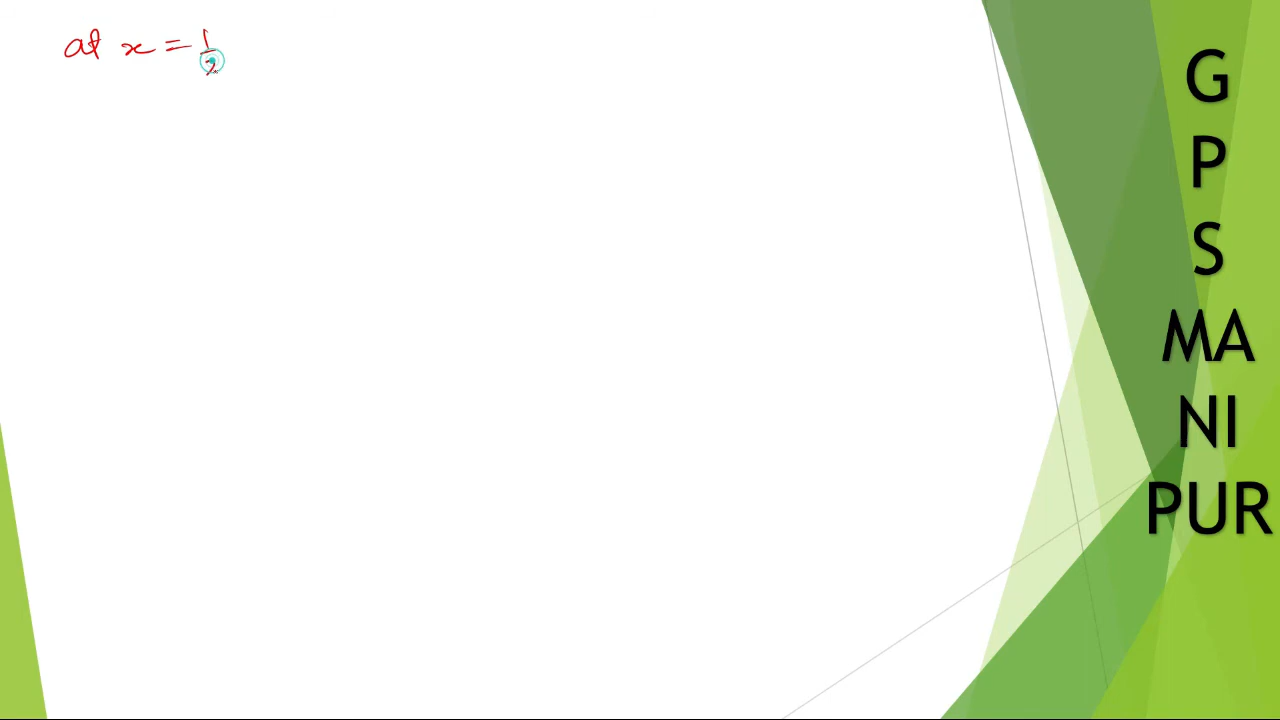 at x = 1/2
G
P
S
MA
NI
PUR